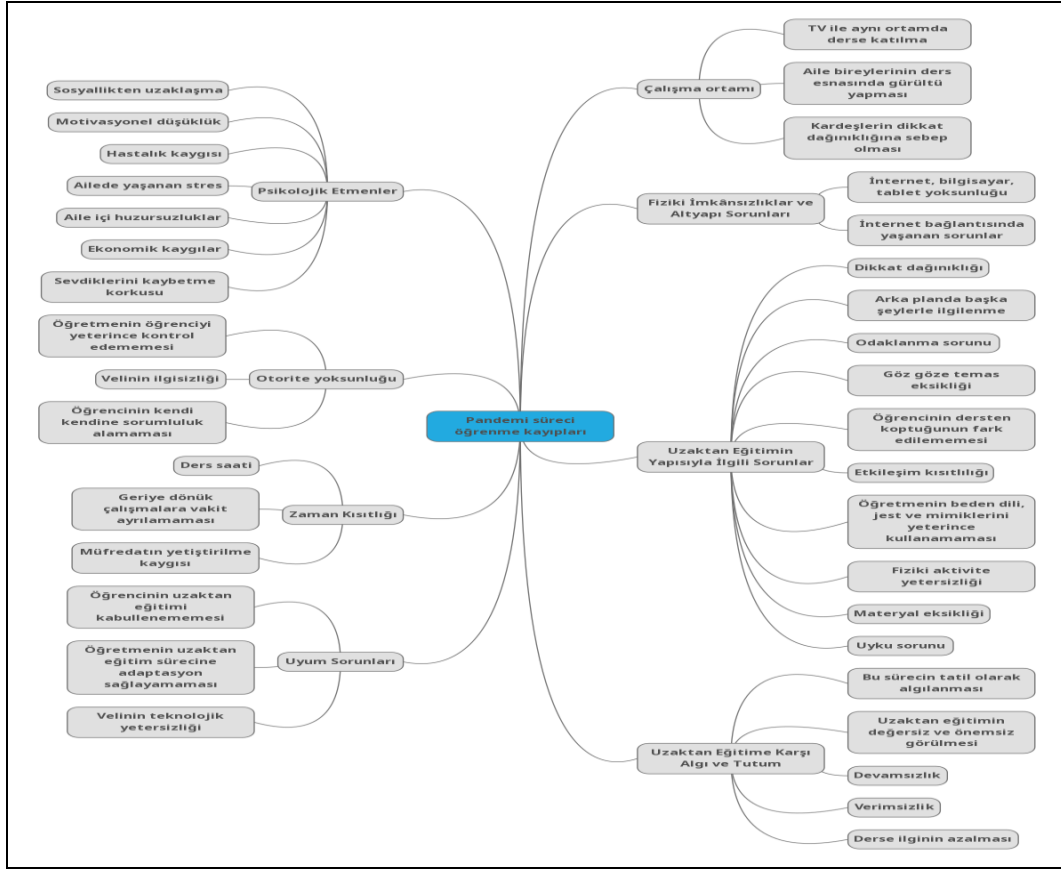 Pandemi süreci
öğrenme kayıpları
Psikolojik Etmenler
Sosyallikten uzaklaşma
Motivasyonel düşüklük
Hastalık kaygısı
Ailede yaşanan stres
Aile içi huzursuzluklar
Ekonomik kaygılar
Sevdiklerini kaybetme
korkusu
Otorite yoksunluğu
Öğretmenin öğrenciyi
yeterince kontrol
edememesi
Velinin ilgisizliği
Öğrencinin kendi
kendine sorumluluk
alamaması
Zaman Kısıtlığı
Ders saati
Geriye dönük
çalışmalara vakit
ayrılamaması
Müfredatın yetiştirilme
kaygısı
Uyum Sorunları
Öğrencinin uzaktan
eğitimi
kabullenememesi
Öğretmenin uzaktan
eğitim sürecine
adaptasyon
sağlayamaması
Velinin teknolojik
yetersizliği
Çalışma ortamı
TV ile aynı ortamda
derse katılma
Aile bireylerinin ders
esnasında gürültü
yapması
Kardeşlerin dikkat
dağınıklığına sebep
olması
Fiziki İmkânsızlıklar ve
Altyapı Sorunları
İnternet, bilgisayar,
tablet yoksunluğu
İnternet bağlantısında
yaşanan sorunlar
Uzaktan Eğitimin
Yapısıyla İlgili Sorunlar
Dikkat dağınıklığı
Arka planda başka
şeylerle ilgilenme
Odaklanma sorunu
Göz göze temas
eksikliği
Öğrencinin dersten
koptuğunun fark
edilememesi
Etkileşim kısıtlılığı
Öğretmenin beden dili,
jest ve mimiklerini
yeterince
kullanamaması
Fiziki aktivite
yetersizliği
Materyal eksikliği
Uyku sorunu
Uzaktan Eğitime Karşı
Algı ve Tutum
Bu sürecin tatil olarak
algılanması
Uzaktan eğitimin
değersiz ve önemsiz
görülmesi
Devamsızlık
Verimsizlik
Derse ilginin azalması